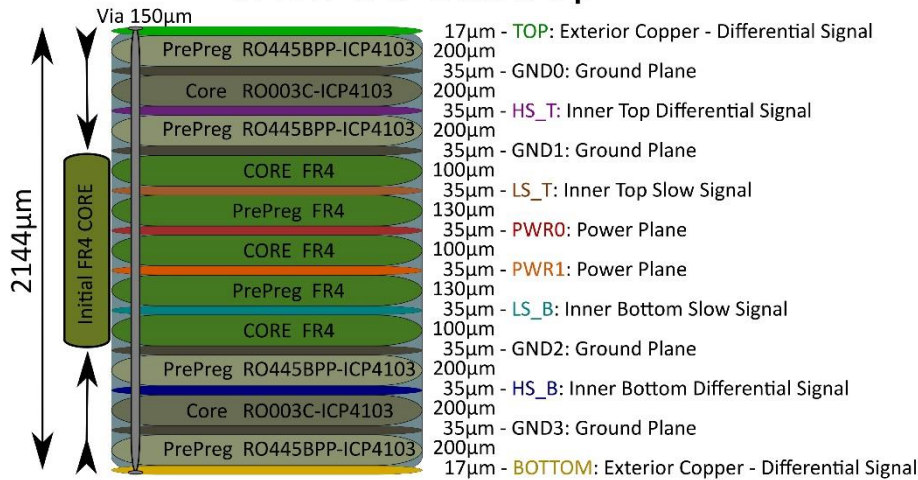 Via 150µm
17µm - TOP: Exterior Copper - Differential Signal
PrePreg RO445BPP-ICP4103
200µm
35µm - GND0: Ground Plane
Core RO003C-ICP4103
200µm
35µm - HS_T: Inner Top Differential Signal
PrePreg RO445BPP-ICP4103
200µm
35µm - GND1: Ground Plane
CORE FR4
100µm
35µm - LS_T: Inner Top Slow Signal
PrePreg FR4
130µm
35µm - PWR0: Power Plane
CORE FR4
100µm
35µm - PWR1: Power Plane
PrePreg FR4
130µm
35µm - LS_B: Inner Bottom Slow Signal
CORE FR4
100µm
35µm - GND2: Ground Plane
PrePreg RO445BPP-ICP4103
200µm
35µm - HS_B: Inner Bottom Differential Signal
Core RO003C-ICP4103
200µm
35µm - GND3: Ground Plane
PrePreg RO445BPP-ICP4103
200µm
17µm - BOTTOM: Exterior Copper - Differential Signal
2144µm
Initial FR4 CORE